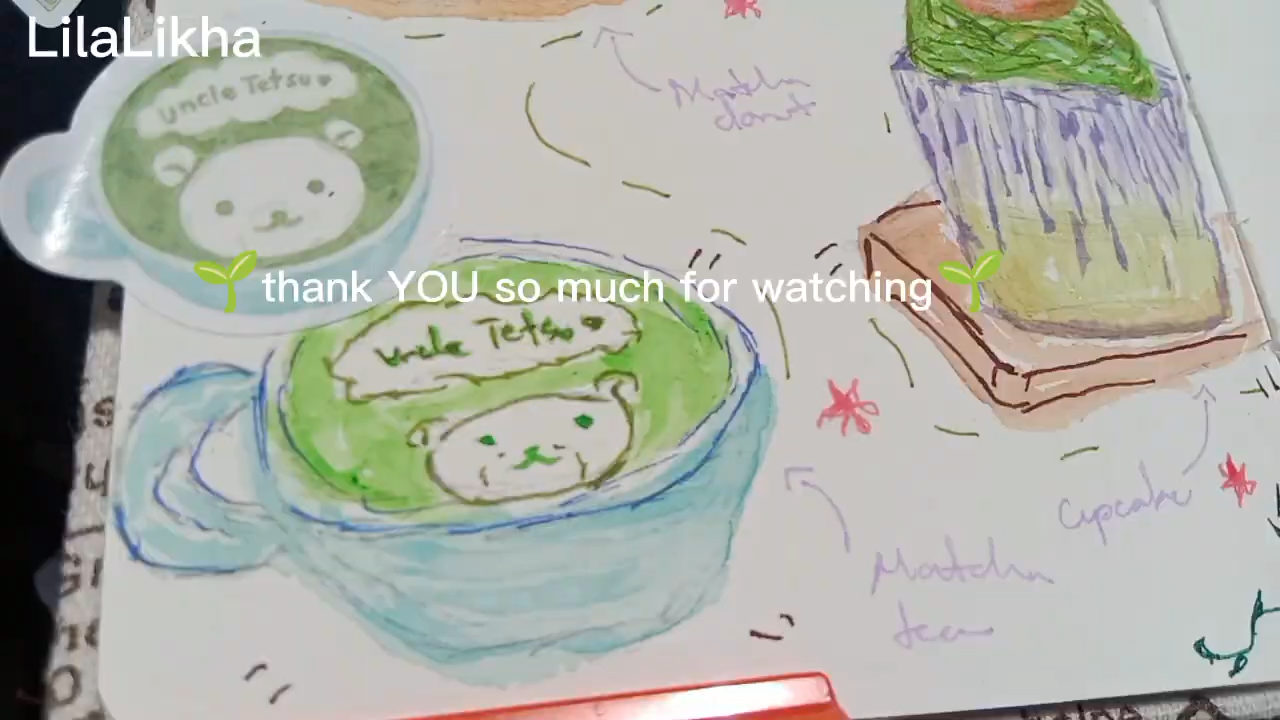 LilaLikha
uncle Tetsu
Matcha
donut
🌱 thank YOU so much for watching 🌱
uncle Tetsu
cupcake
Matcha
tea